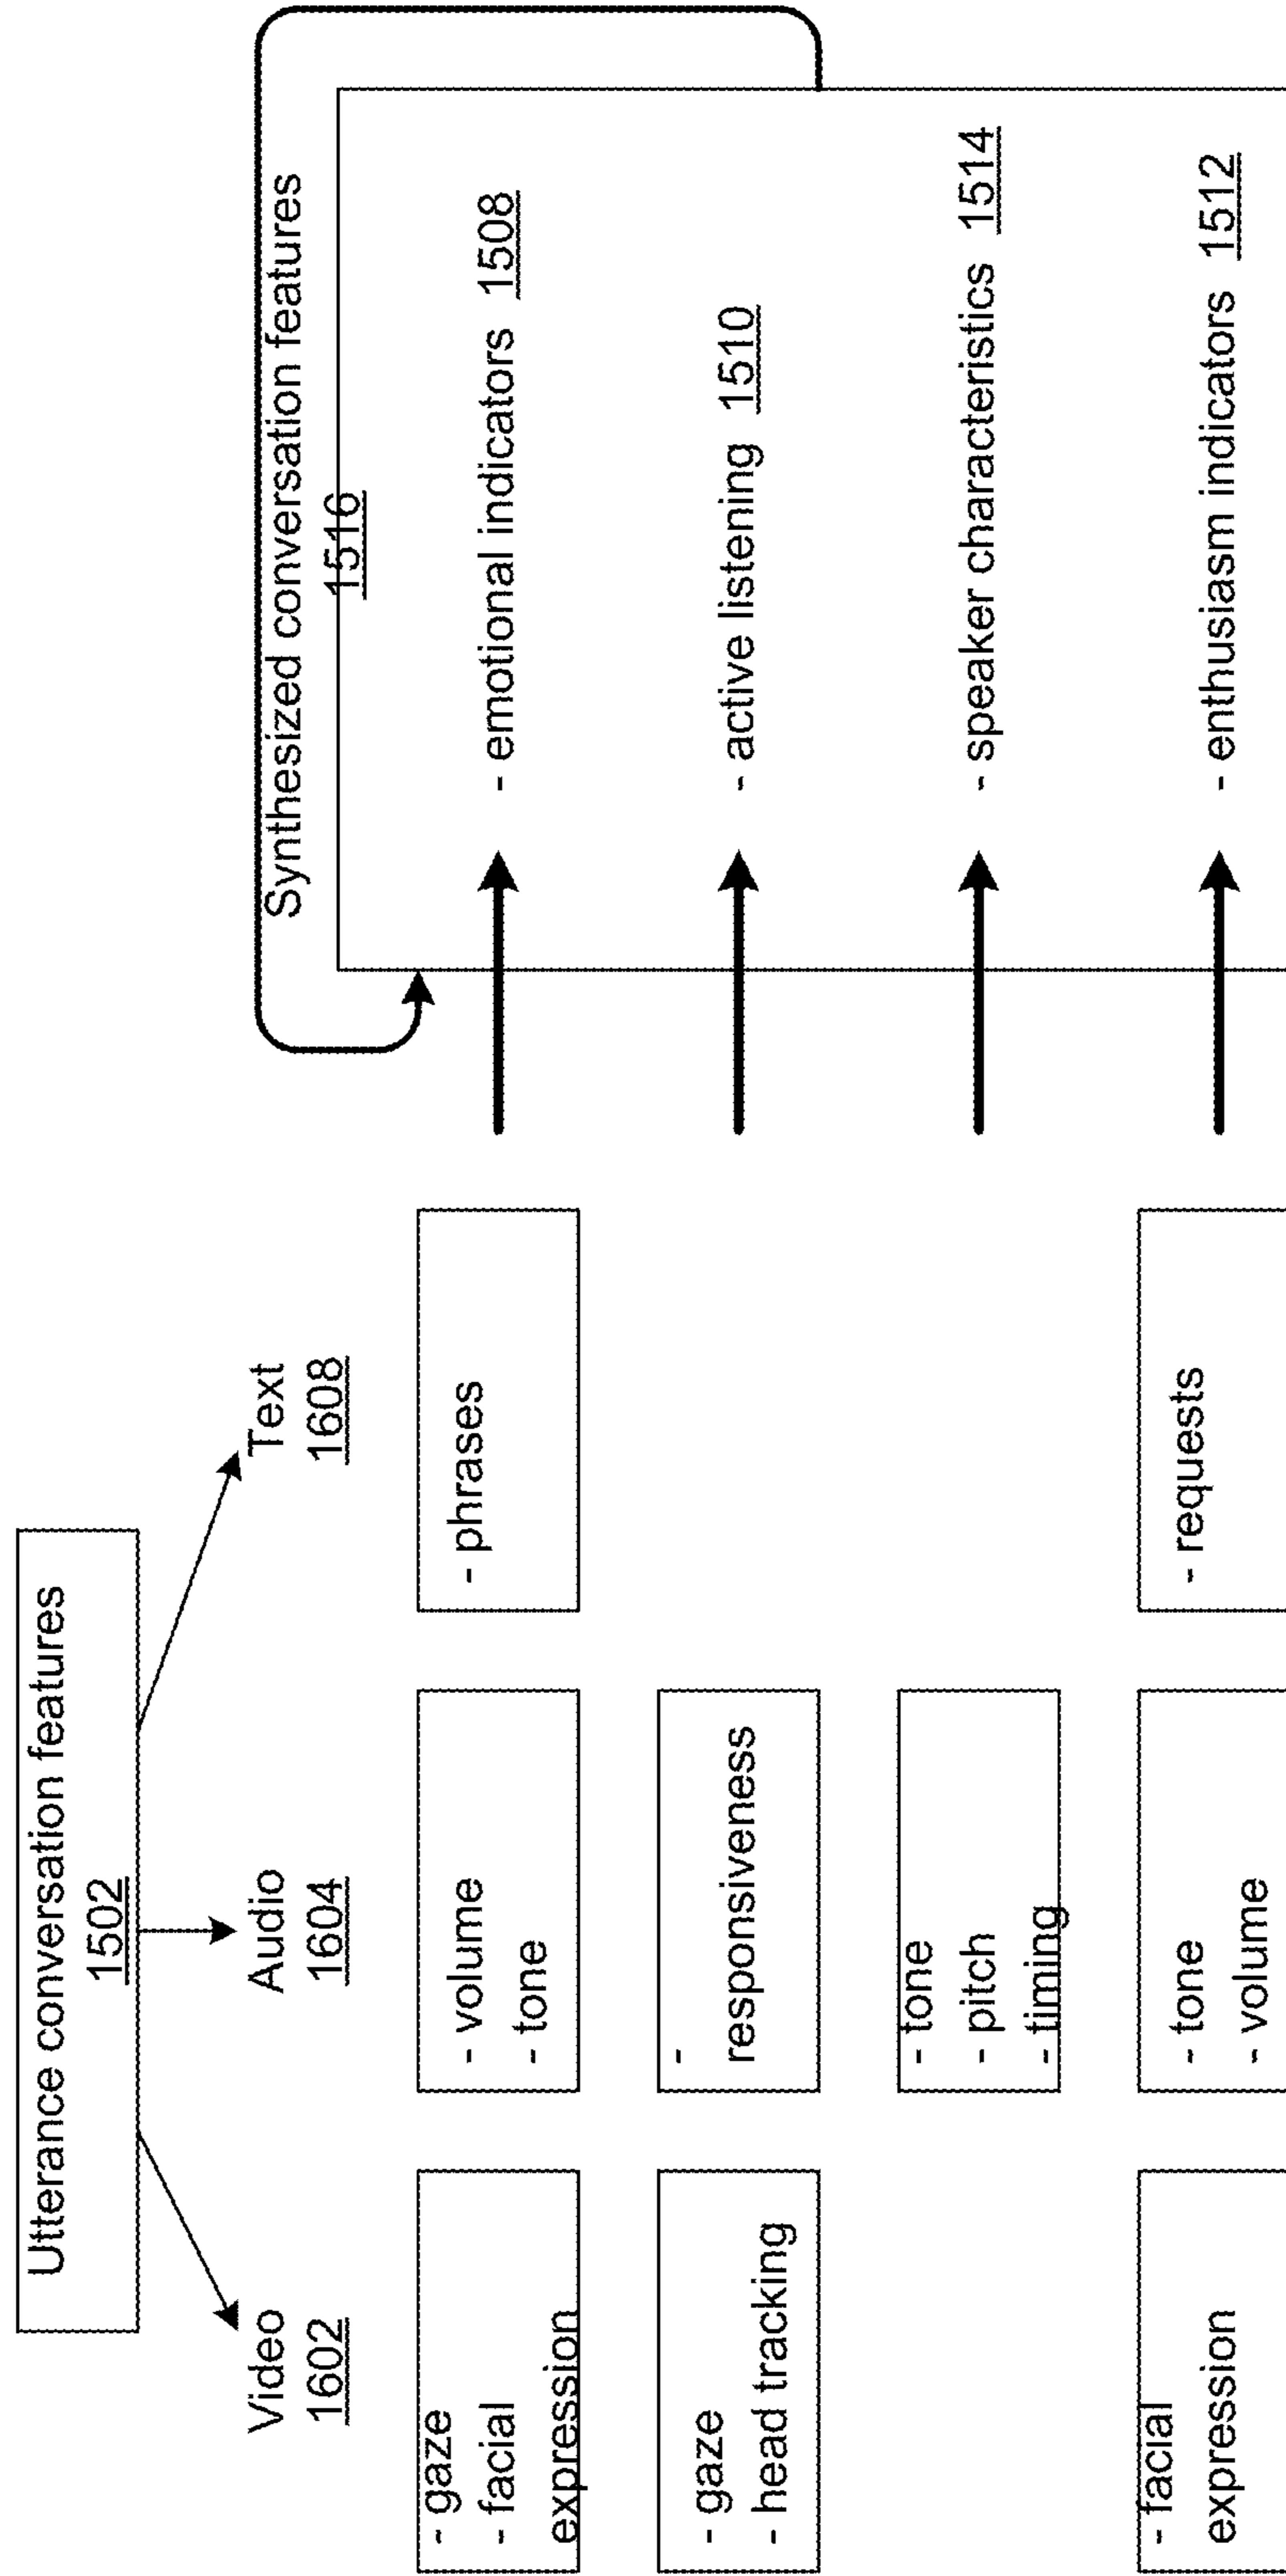 Utterance conversation features
1502
Video
1602
Audio
1604
Text
1608
Synthesized conversation features
1516
- gaze
- facial
expression
- volume
- tone
- phrases
- emotional indicators 1508
- gaze
- head tracking
-
responsiveness
- active listening 1510
- tone
- pitch
- timing
- speaker characteristics 1514
- facial
expression
- tone
- volume
- requests
- enthusiasm indicators 1512